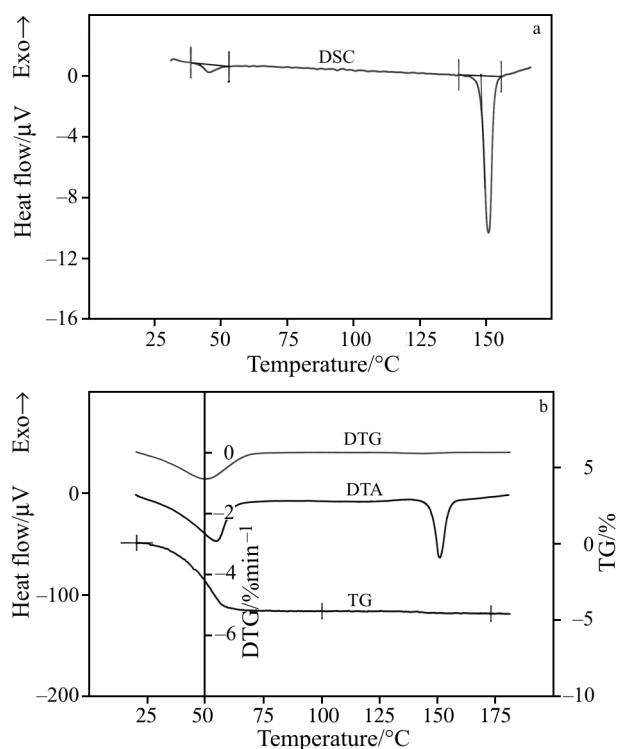 a
Exo→
DSC
0
−4
−8
−12
−16
Heat flow/µV
25 50 75 100 125 150
Temperature/°C
b
Exo→
DTG
0
5
0
DTA
−2
0
Heat flow/µV
DTG/%min−1
TG/%
−4
−100
TG
−5
−6
−200
−10
25 50 75 100 125 150 175
Temperature/°C